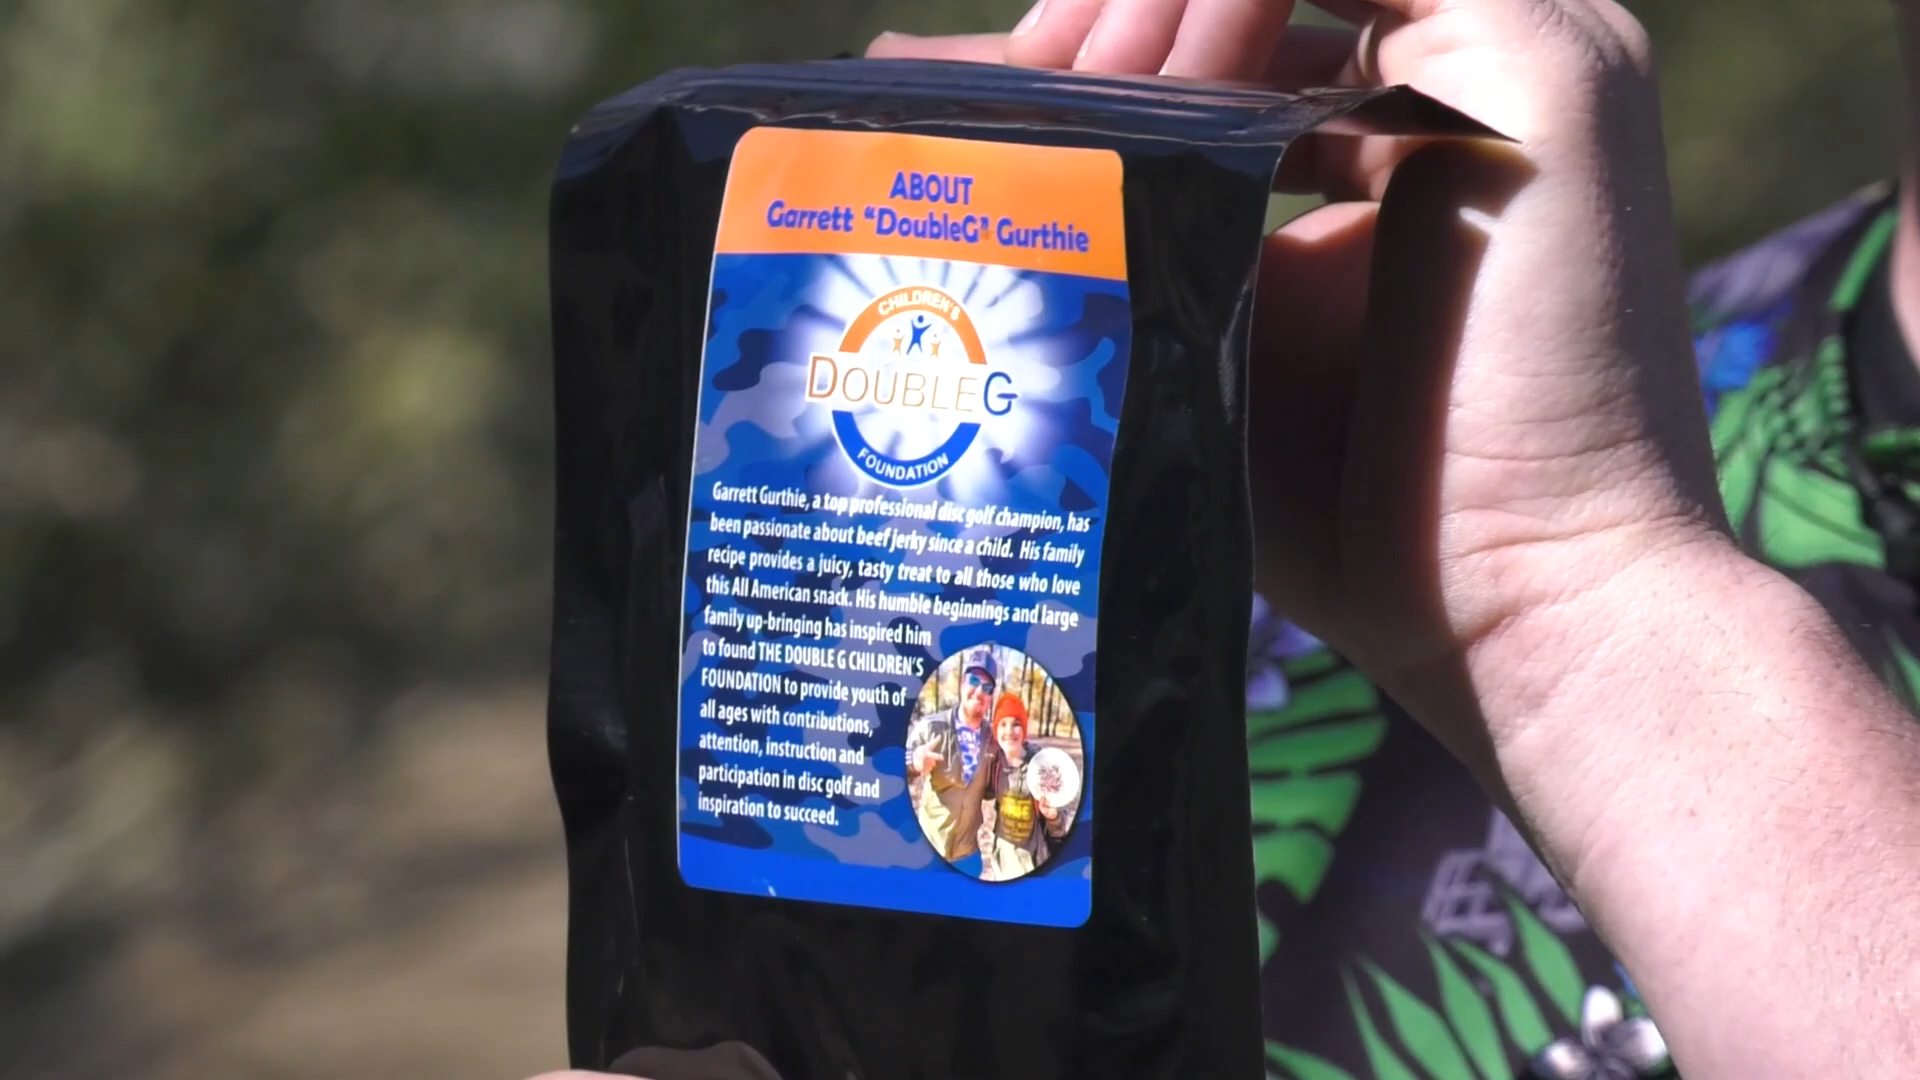 ABOUT
Garrett “DoubleG” Gurthie
CHILDREN'S
DOUBLEG
FOUNDATION
Garrett Gurthie, a top professional disc golf champion, has
been passionate about beef jerky since a child. His family
recipe provides a juicy, tasty treat to all those who love
this All American snack. His humble beginnings and large
family up-bringing has inspired him
to found THE DOUBLE G CHILDREN'S
FOUNDATION to provide youth of
all ages with contributions,
attention, instruction and
participation in disc golf and
inspiration to succeed.